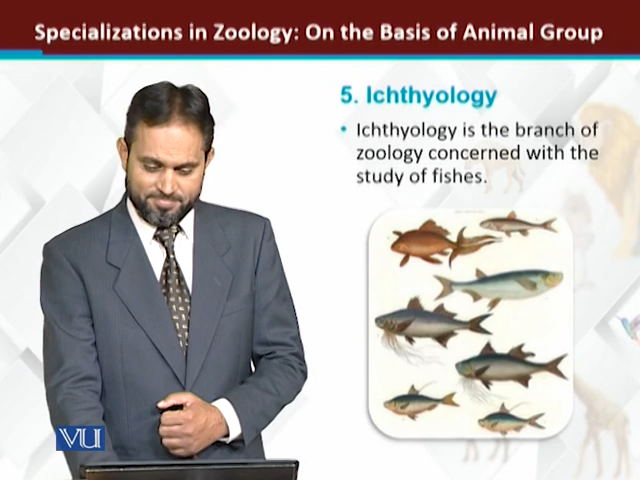 Specializations in Zoology: On the Basis of Animal Group
5. Ichthyology
• Ichthyology is the branch of
zoology concerned with the
study of fishes.
VU